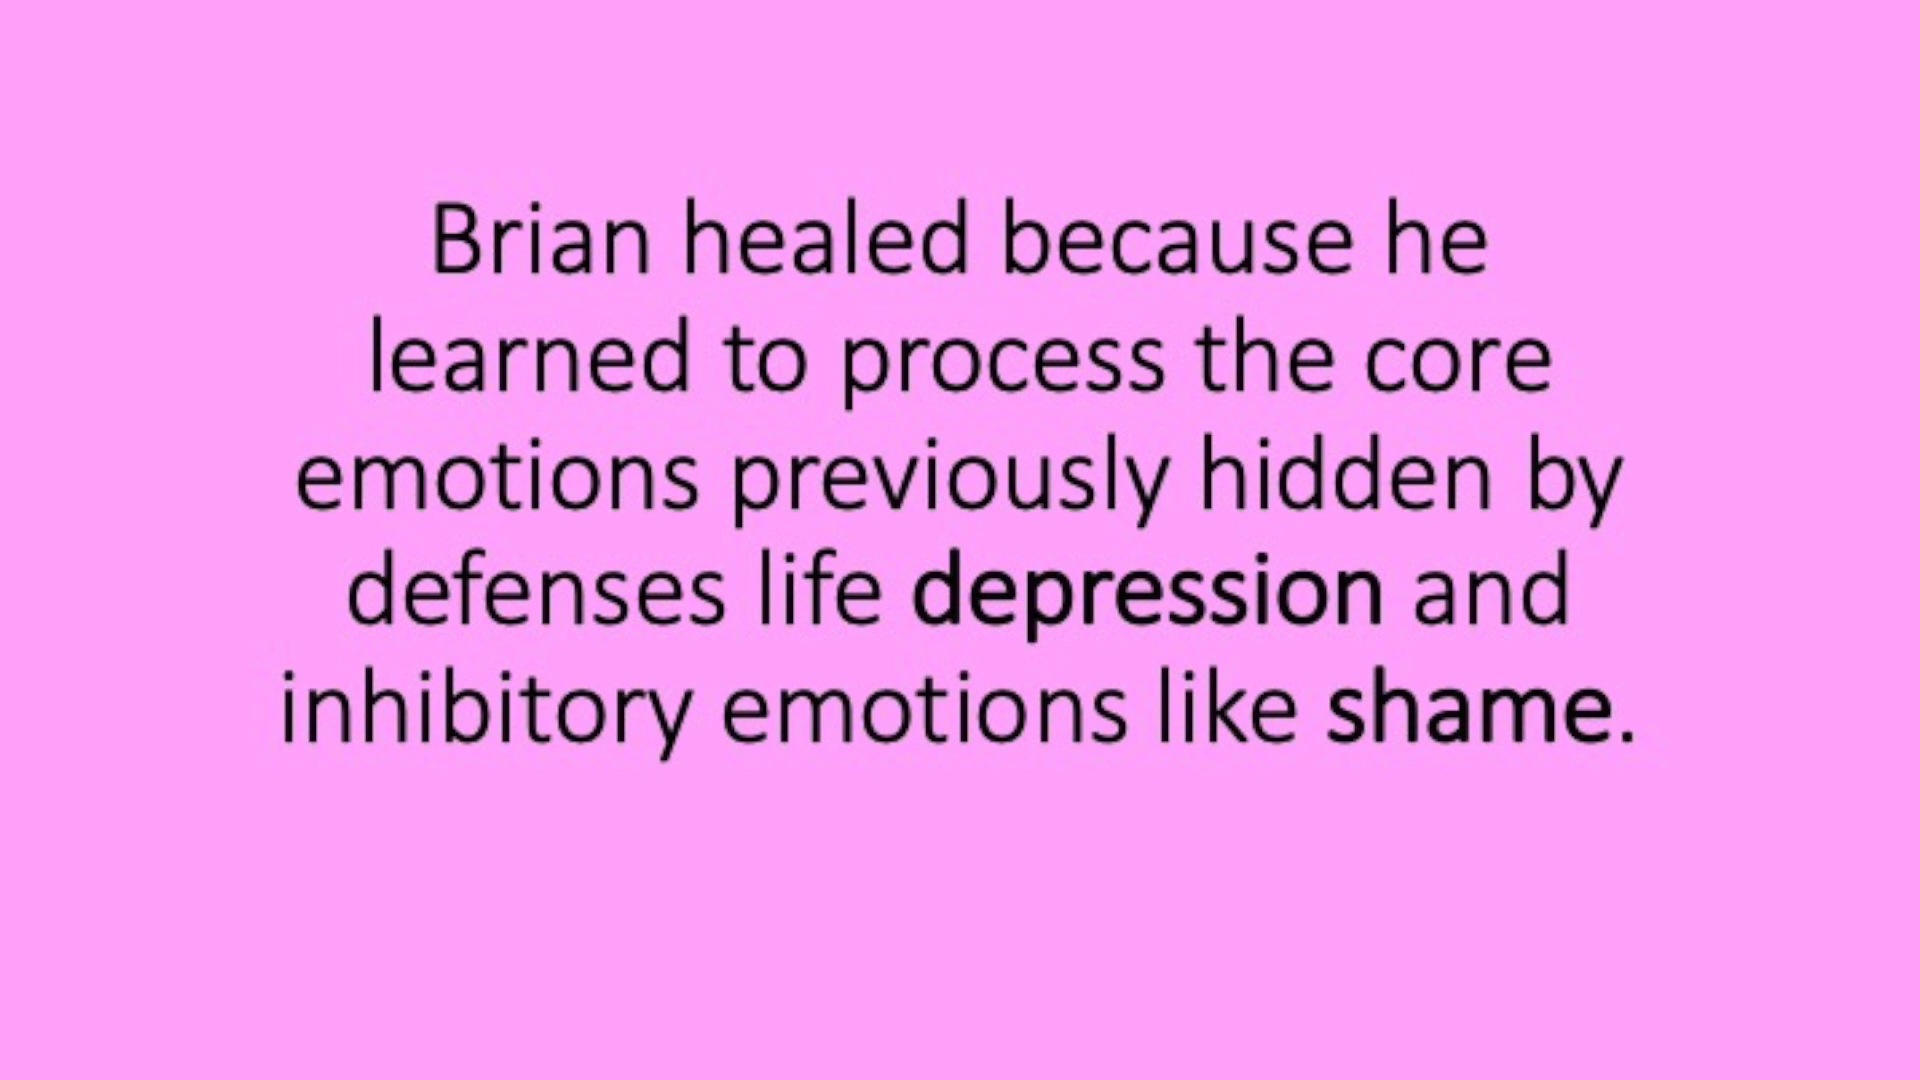 Brian healed because he
learned to process the core
emotions previously hidden by
defenses life depression and
inhibitory emotions like shame.